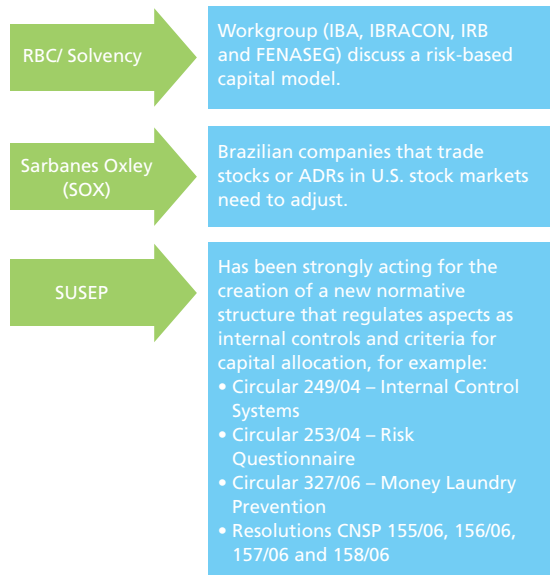 RBC/ Solvency
Workgroup (IBA, IBRACON, IRB
and FENASEG) discuss a risk-based
capital model.
Sarbanes Oxley
(SOX)
Brazilian companies that trade
stocks or ADRs in U.S. stock markets
need to adjust.
SUSEP
Has been strongly acting for the
creation of a new normative
structure that regulates aspects as
internal controls and criteria for
capital allocation, for example:
• Circular 249/04 – Internal Control
Systems
• Circular 253/04 – Risk
Questionnaire
• Circular 327/06 – Money Laundry
Prevention
• Resolutions CNSP 155/06, 156/06,
157/06 and 158/06